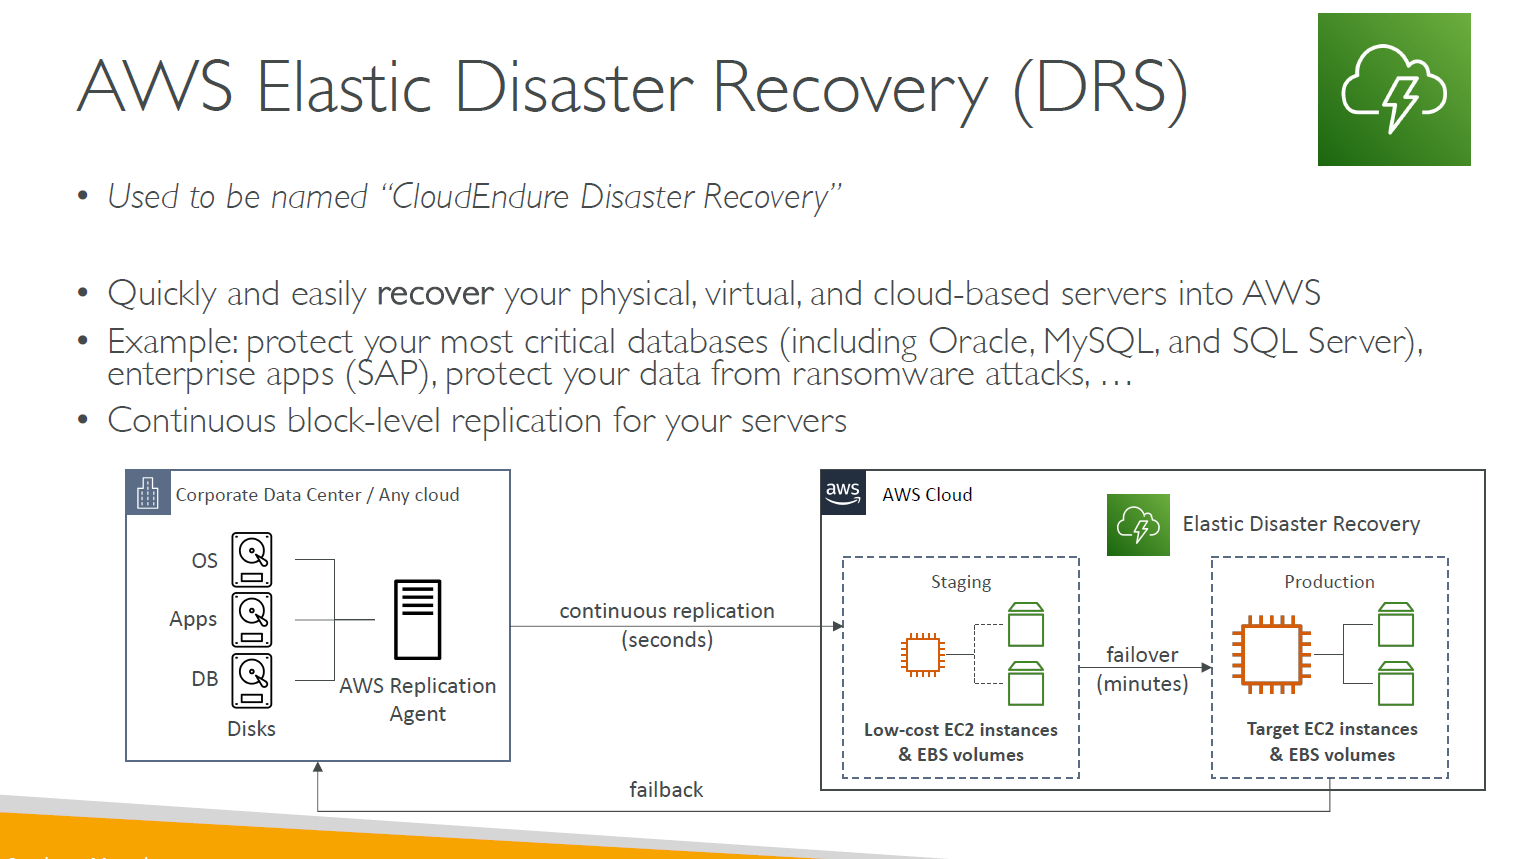 AWS Elastic Disaster Recovery (DRS)
• Used to be named “CloudEndure Disaster Recovery”
• Quickly and easily recover your physical, virtual, and cloud-based servers into AWS
• Example: protect your most critical databases (including Oracle, MySQL, and SQL Server),
enterprise apps (SAP), protect your data from ransomware attacks, …
• Continuous block-level replication for your servers
Corporate Data Center / Any cloud
OS
Apps
DB
Disks
AWS Replication
Agent
continuous replication
(seconds)
aws
AWS Cloud
Elastic Disaster Recovery
Staging
Low-cost EC2 instances
& EBS volumes
failover
(minutes)
Production
Target EC2 instances
& EBS volumes
failback